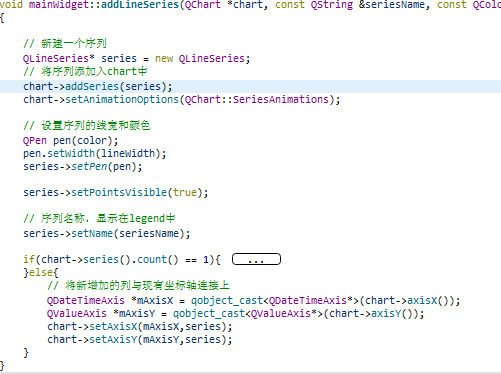 void mainWidget::addLineSeries(QChart *chart, const QString &seriesName, const QColo
{
// 新建一个序列
QLineSeries* series = new QLineSeries;
// 将序列添加入chart中
chart->addSeries(series);
chart->setAnimationOptions(QChart::SeriesAnimations);
// 设置序列的线宽和颜色
QPen pen(color);
pen.setWidth(lineWidth);
series->setPen(pen);
series->setPointsVisible(true);
// 序列名称，显示在legend中
series->setName(seriesName);
if(chart->series().count() == 1){ ...
}else{
// 将新增加的列与现有坐标轴连接上
QDateTimeAxis *mAxisX = qobject_cast<QDateTimeAxis*>(chart->axisX());
QValueAxis *mAxisY = qobject_cast<QValueAxis*>(chart->axisY());
chart->setAxisX(mAxisX,series);
chart->setAxisY(mAxisY,series);
}
}